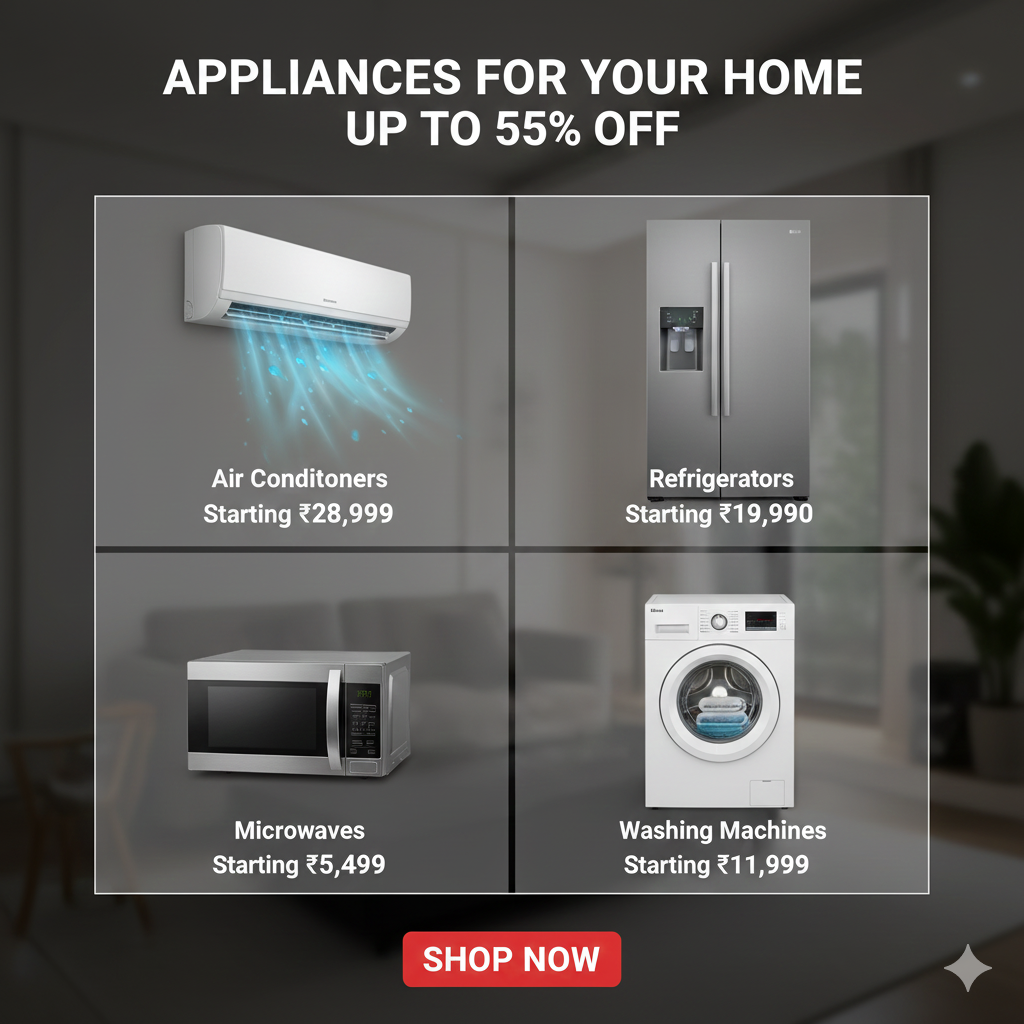 APPLIANCES FOR YOUR HOME
UP TO 55% OFF
Air Conditoners
Starting ₹28,999
Refrigerators
Starting ₹19,990
Microwaves
Starting ₹5,499
Washing Machines
Starting ₹11,999
SHOP NOW